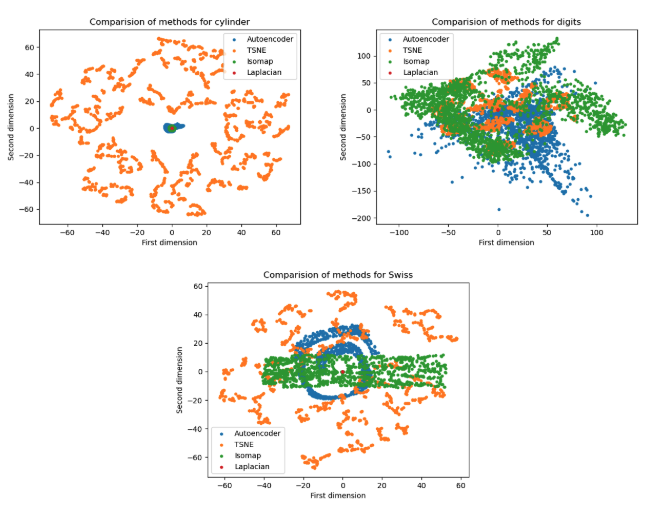 Comparision of methods for cylinder
Autoencoder
TSNE
Isomap
Laplacian
Second dimension
60
40
20
0
−20
−40
−60
−60
−40
−20
0
20
40
60
First dimension
Comparision of methods for digits
Autoencoder
TSNE
Isomap
Laplacian
Second dimension
100
50
0
−50
−100
−150
−200
−100
−50
0
50
100
First dimension
Comparision of methods for Swiss
Second dimension
60
40
20
0
−20
−40
−60
Autoencoder
TSNE
Isomap
Laplacian
−60
−40
−20
0
20
40
60
First dimension